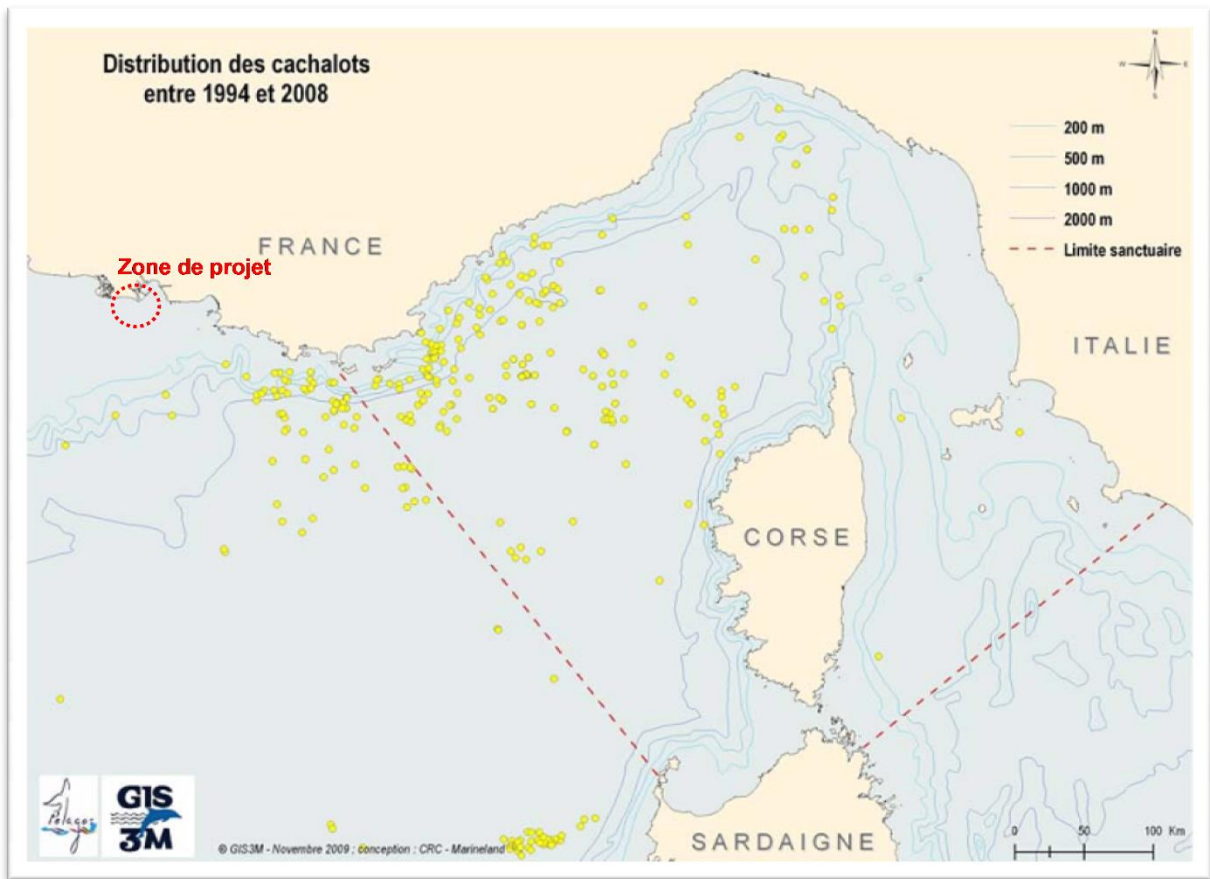 Distribution des cachalots
entre 1994 et 2008
N
W
E
S
200 m
500 m
1000 m
2000 m
Limite sanctuaire
FRANCE
Zone de projet
ITALIE
CORSE
SARDAIGNE
Pelagos
GIS
3M
© GIS3M - Novembre 2009 ; conception : CRC - Marineland
0 50 100 Km